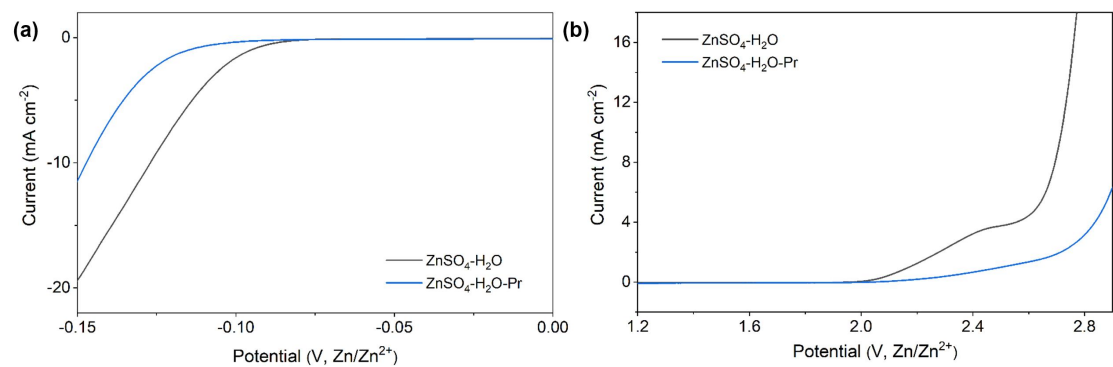 (a)
0
-10
-20
Current (mA cm⁻²)
ZnSO₄-H₂O
ZnSO₄-H₂O-Pr
-0.15
-0.10
-0.05
0.00
Potential (V, Zn/Zn²⁺)
(b)
16
12
8
4
0
Current (mA cm⁻²)
ZnSO₄-H₂O
ZnSO₄-H₂O-Pr
1.2
1.6
2.0
2.4
2.8
Potential (V, Zn/Zn²⁺)